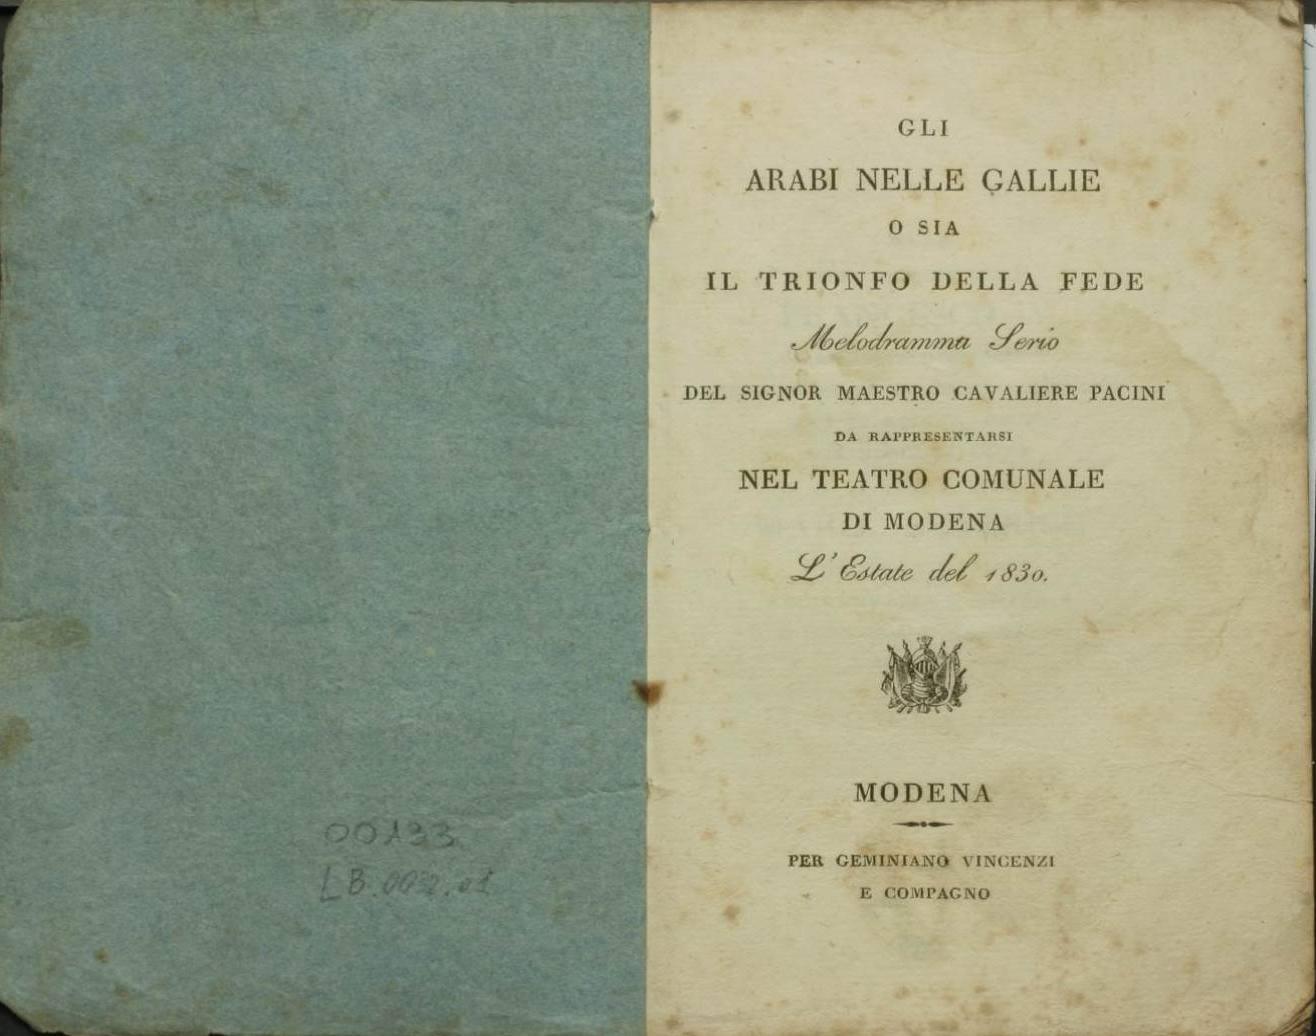 00133
LB.0032.01
GLI
ARABI NELLE GALLIE
O SIA
IL TRIONFO DELLA FEDE
Melodramma Serio
DEL SIGNOR MAESTRO CAVALIERE PACINI
DA RAPPRESENTARSI
NEL TEATRO COMUNALE
DI MODENA
L' Estate del 1830.
MODENA
PER GEMINIANO VINCENZI
E COMPAGNO